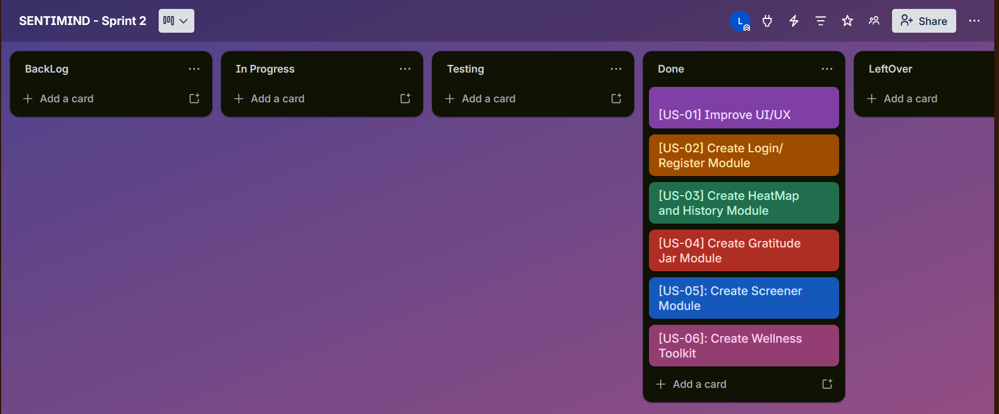 SENTIMIND - Sprint 2
L
Share
BackLog
Add a card
In Progress
Add a card
Testing
Add a card
Done
[US-01] Improve UI/UX
[US-02] Create Login/
Register Module
[US-03] Create HeatMap
and History Module
[US-04] Create Gratitude
Jar Module
[US-05]: Create Screener
Module
[US-06]: Create Wellness
Toolkit
Add a card
LeftOver
Add a card